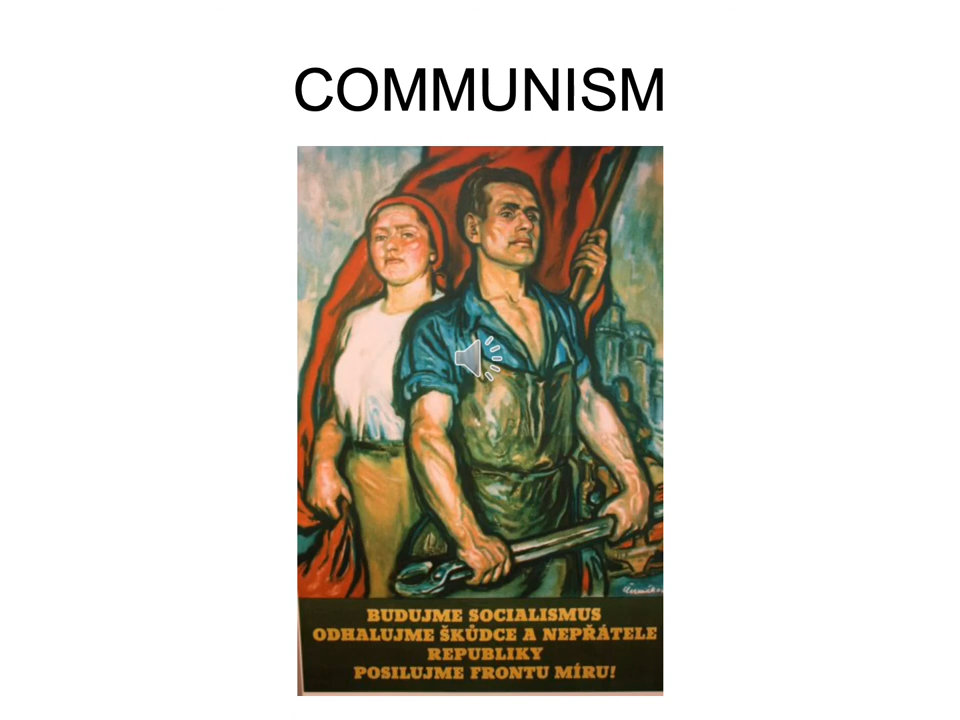 COMMUNISM
BUDUJME SOCIALISMUS
ODHALUJME ŠKŮDCE A NEPŘÁTELE
REPUBLIKY
POSILUJME FRONTU MÍRU!